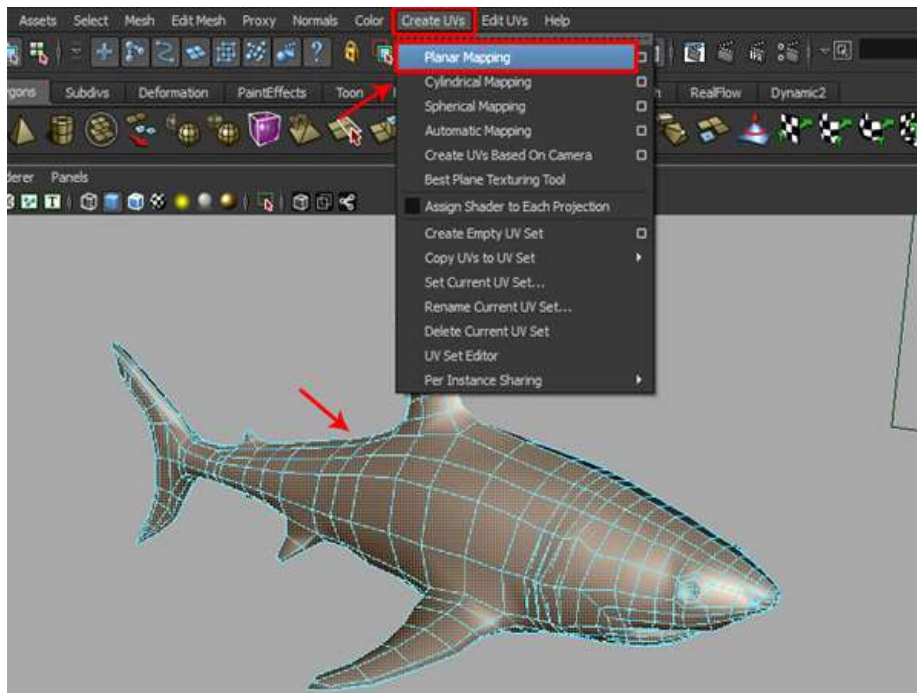 Assets Select Mesh Edit Mesh Proxy Normals Color Create UVs Edit UVs Help
Planar Mapping
Cylindrical Mapping
Subdivs Deformation PaintEffects Toon RealFlow Dynamic2
Spherical Mapping
Automatic Mapping
Create UVs Based On Camera
Panels
Best Plane Texturing Tool
Assign Shader to Each Projection
Create Empty UV Set
Copy UVs to UV Set
Set Current UV Set...
Rename Current UV Set...
Delete Current UV Set
UV Set Editor
Per Instance Sharing